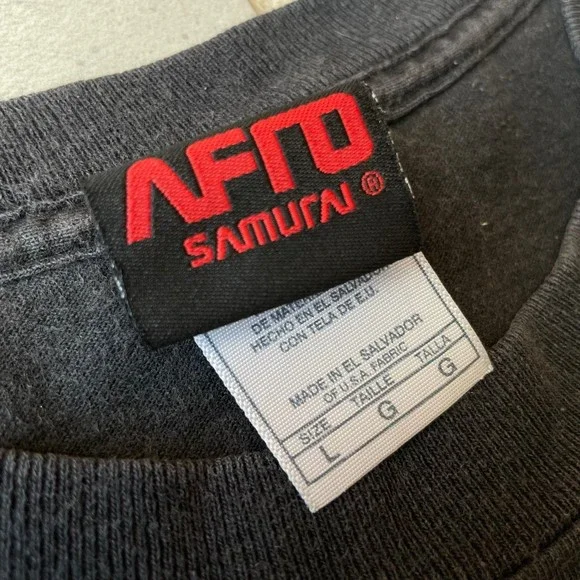 AFRO
SAMURAI ®
DE MATE
HECHO EN EL SALVADOR
CON TELA DE E.U.
MADE IN EL SALVADOR
OF U.S.A. FABRIC
SIZE TAILLE TALLA
L G G